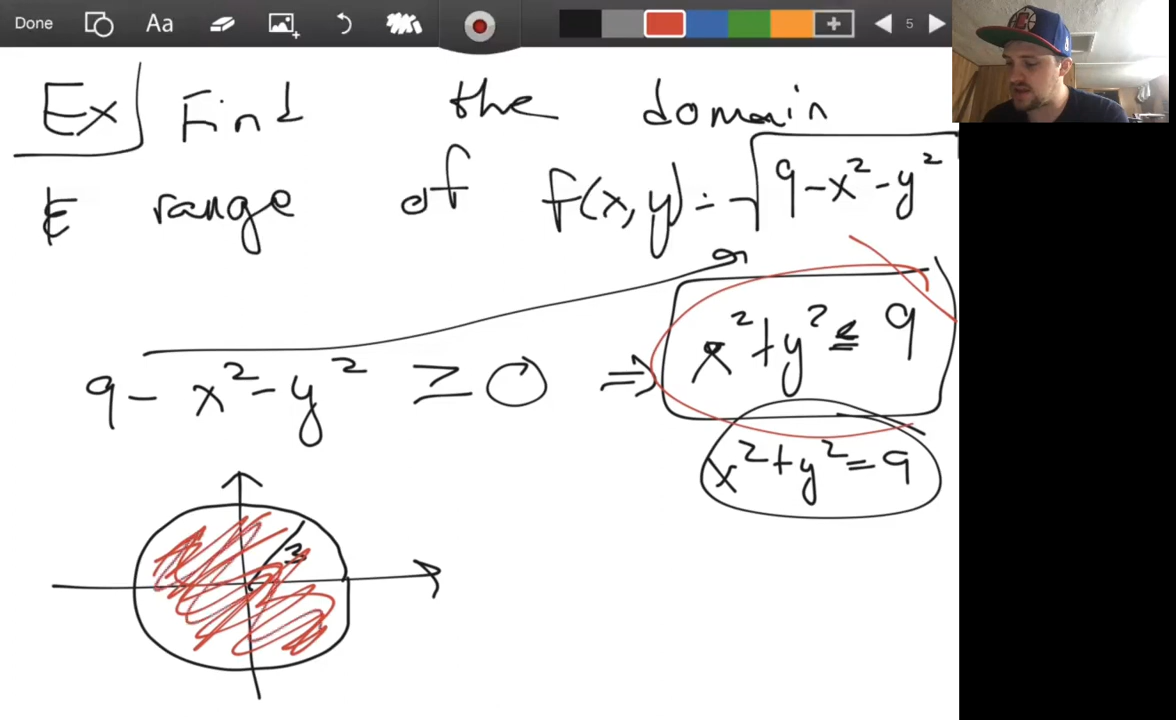 Done Aa 5
Ex Find the domain
& range of f(x,y) = √9-x²-y²
9 - x² - y² ≥ 0 ⇒ x² + y² ≤ 9
x² + y² = 9
3